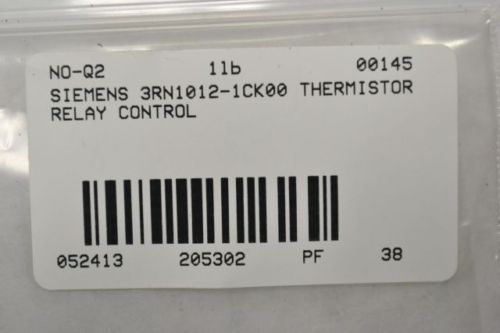 NO-Q2 1lb 00145
SIEMENS 3RN1012-1CK00 THERMISTOR
RELAY CONTROL
052413 205302 PF 38